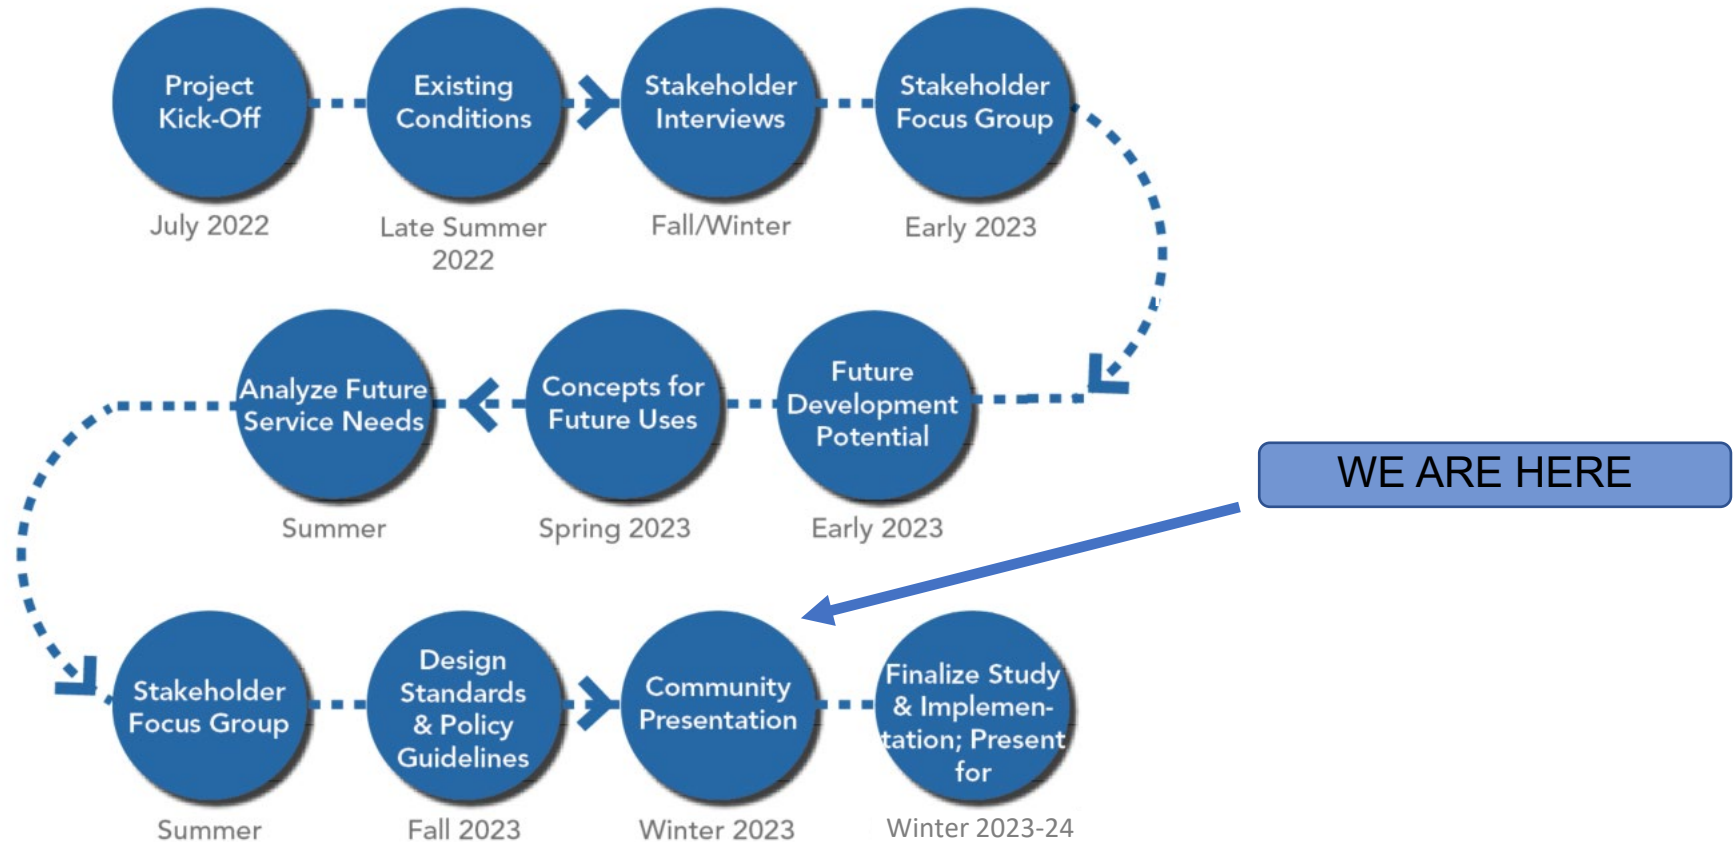 Project
Kick-Off
July 2022
Existing
Conditions
Late Summer
2022
Stakeholder
Interviews
Fall/Winter
Stakeholder
Focus Group
Early 2023
Future
Development
Potential
Early 2023
Concepts for
Future Uses
Spring 2023
Analyze Future
Service Needs
Summer
WE ARE HERE
Stakeholder
Focus Group
Summer
Design
Standards
& Policy
Guidelines
Fall 2023
Community
Presentation
Winter 2023
Finalize Study
& Implemen-
tation; Present
for
Winter 2023-24